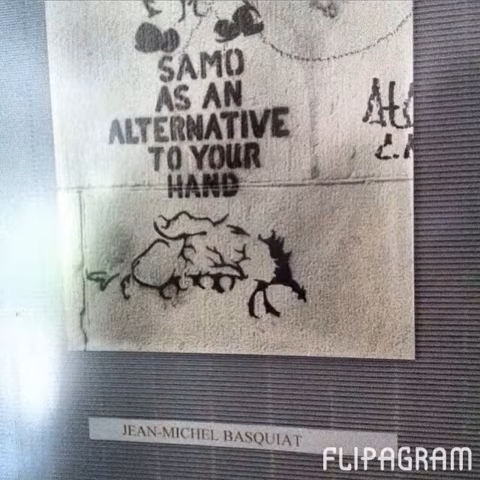 SAMO
AS AN
ALTERNATIVE
TO YOUR
HAND
JEAN-MICHEL BASQUIAT
FLIPAGRAM